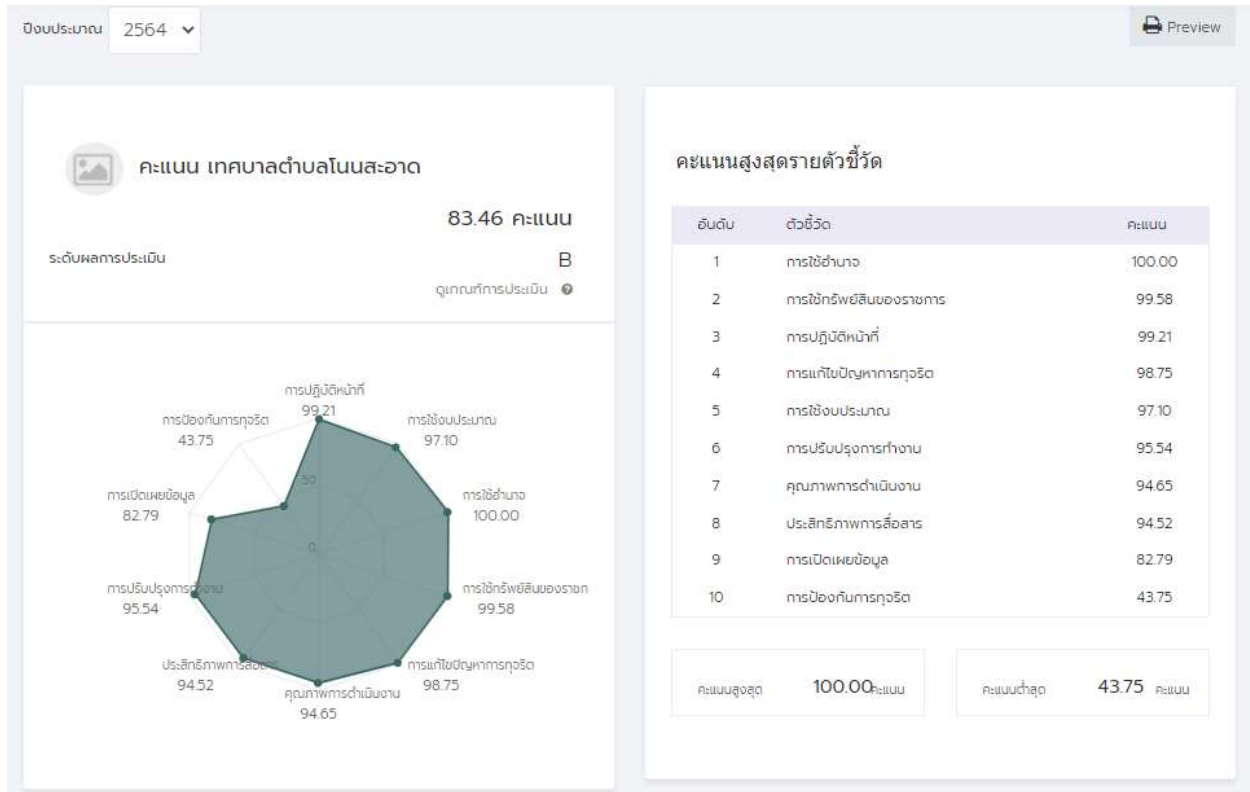 ปีงบประมาณ 2564
Preview
คะแนน เทศบาลตำบลโนนสะอาด
83.46 คะแนน
ระดับผลการประเมิน B
ดูเกณฑ์การประเมิน
การปฏิบัติหน้าที่
99.21
การป้องกันการทุจริต
43.75
การใช้งบประมาณ
97.10
การเปิดเผยข้อมูล
82.79
50
การใช้อำนาจ
100.00
0
การปรับปรุงการทำงาน
95.54
การใช้ทรัพย์สินของราชก
99.58
ประสิทธิภาพการสื่อสาร
94.52
การแก้ไขปัญหาการทุจริต
98.75
คุณภาพการดำเนินงาน
94.65
คะแนนสูงสุดรายตัวชี้วัด
อันดับ ตัวชี้วัด คะแนน
1 การใช้อำนาจ 100.00
2 การใช้ทรัพย์สินของราชการ 99.58
3 การปฏิบัติหน้าที่ 99.21
4 การแก้ไขปัญหาการทุจริต 98.75
5 การใช้งบประมาณ 97.10
6 การปรับปรุงการทำงาน 95.54
7 คุณภาพการดำเนินงาน 94.65
8 ประสิทธิภาพการสื่อสาร 94.52
9 การเปิดเผยข้อมูล 82.79
10 การป้องกันการทุจริต 43.75
คะแนนสูงสุด 100.00 คะแนน
คะแนนต่ำสุด 43.75 คะแนน